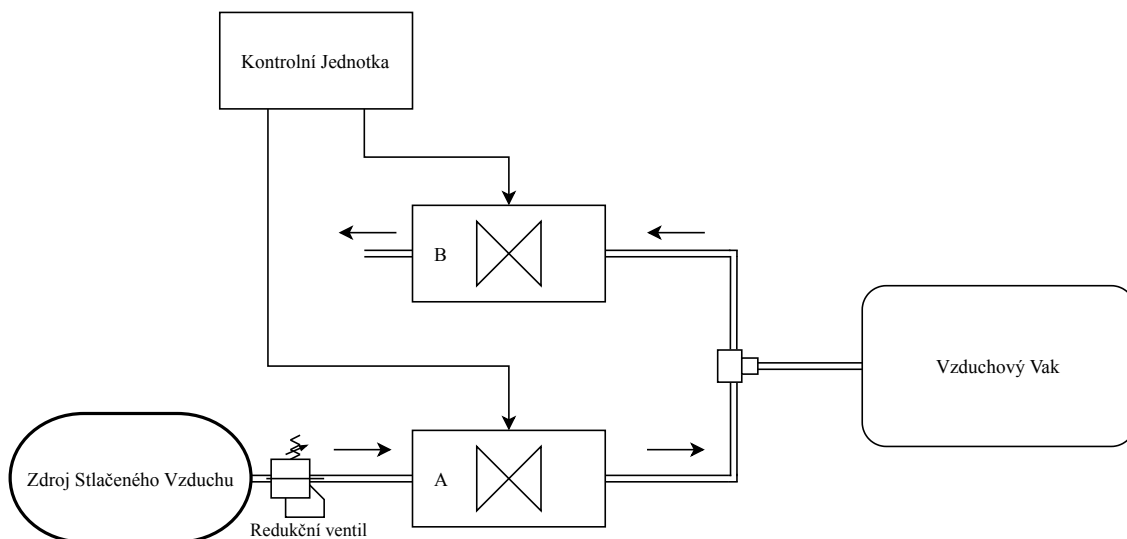 Kontrolní Jednotka
B
Vzduchový Vak
Zdroj Stlačeného Vzduchu
A
Redukční ventil